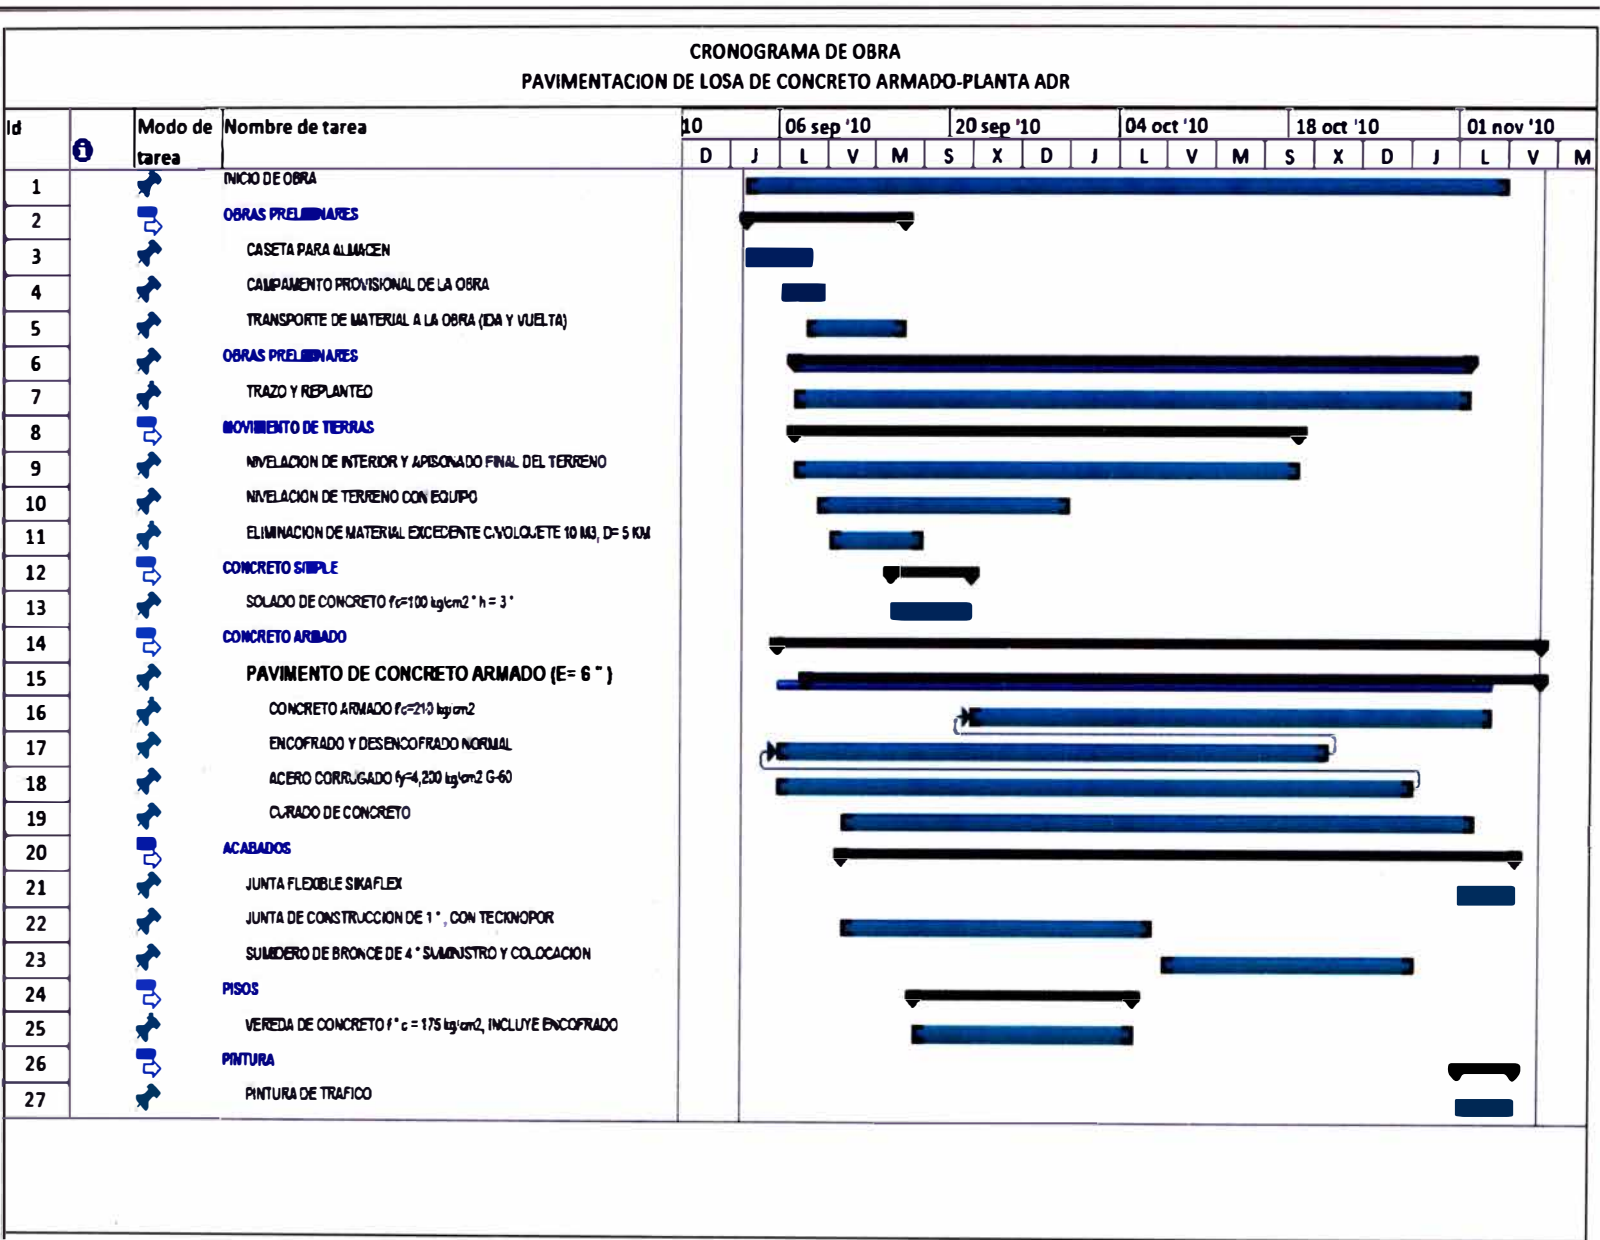 CRONOGRAMA DE OBRA
PAVIMENTACION DE LOSA DE CONCRETO ARMADO-PLANTA ADR
Id Modo de tarea Nombre de tarea 10 06 sep '10 20 sep '10 04 oct '10 18 oct '10 01 nov '10
D J L V M S X D J L V M S X D J L V M
1 INICIO DE OBRA
2 OBRAS PRELIMINARES
3 CASETA PARA ALMACEN
4 CAMPAMENTO PROVISIONAL DE LA OBRA
5 TRANSPORTE DE MATERIAL A LA OBRA (IDA Y VUELTA)
6 OBRAS PRELIMINARES
7 TRAZO Y REPLANTEO
8 MOVIMIENTO DE TIERRAS
9 NIVELACION DE INTERIOR Y APISONADO FINAL DEL TERRENO
10 NIVELACION DE TERRENO CON EQUIPO
11 ELIMINACION DE MATERIAL EXCEDENTE C/VOLQUETE 10 M3, D= 5 KM
12 CONCRETO SIMPLE
13 SOLADO DE CONCRETO f'c=100 kg/cm2 " h = 3 "
14 CONCRETO ARMADO
15 PAVIMENTO DE CONCRETO ARMADO (E= 6 " )
16 CONCRETO ARMADO f'c=210 kg/cm2
17 ENCOFRADO Y DESENCOFRADO NORMAL
18 ACERO CORRUGADO fy=4,200 kg/cm2 G-60
19 CURADO DE CONCRETO
20 ACABADOS
21 JUNTA FLEXIBLE SIKAFLEX
22 JUNTA DE CONSTRUCCION DE 1 ", CON TECKNOPOR
23 SUMIDERO DE BRONCE DE 4 " SUMINISTRO Y COLOCACION
24 PISOS
25 VEREDA DE CONCRETO f ' c = 175 kg/cm2, INCLUYE ENCOFRADO
26 PINTURA
27 PINTURA DE TRAFICO